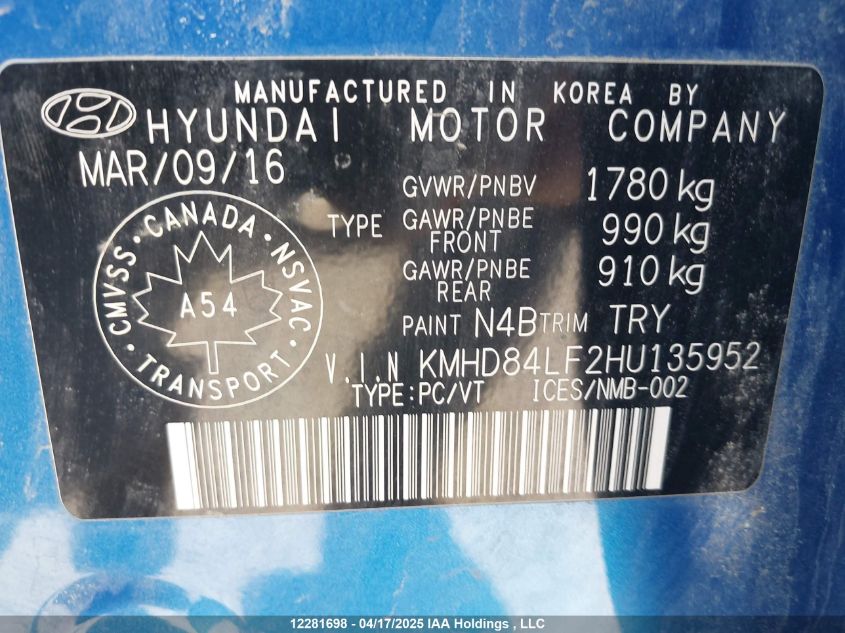 MANUFACTURED IN KOREA BY
HYUNDAI MOTOR COMPANY
MAR/09/16
GVWR/PNBV 1780 kg
TYPE GAWR/PNBE FRONT 990 kg
GAWR/PNBE REAR 910 kg
PAINT N4B TRIM TRY
V.I.N KMHD84LF2HU135952
TYPE:PC/VT ICES/NMB-002
CMVSS · CANADA · NSVAC · TRANSPORT ·
A54
12281698 - 04/17/2025 IAA Holdings , LLC